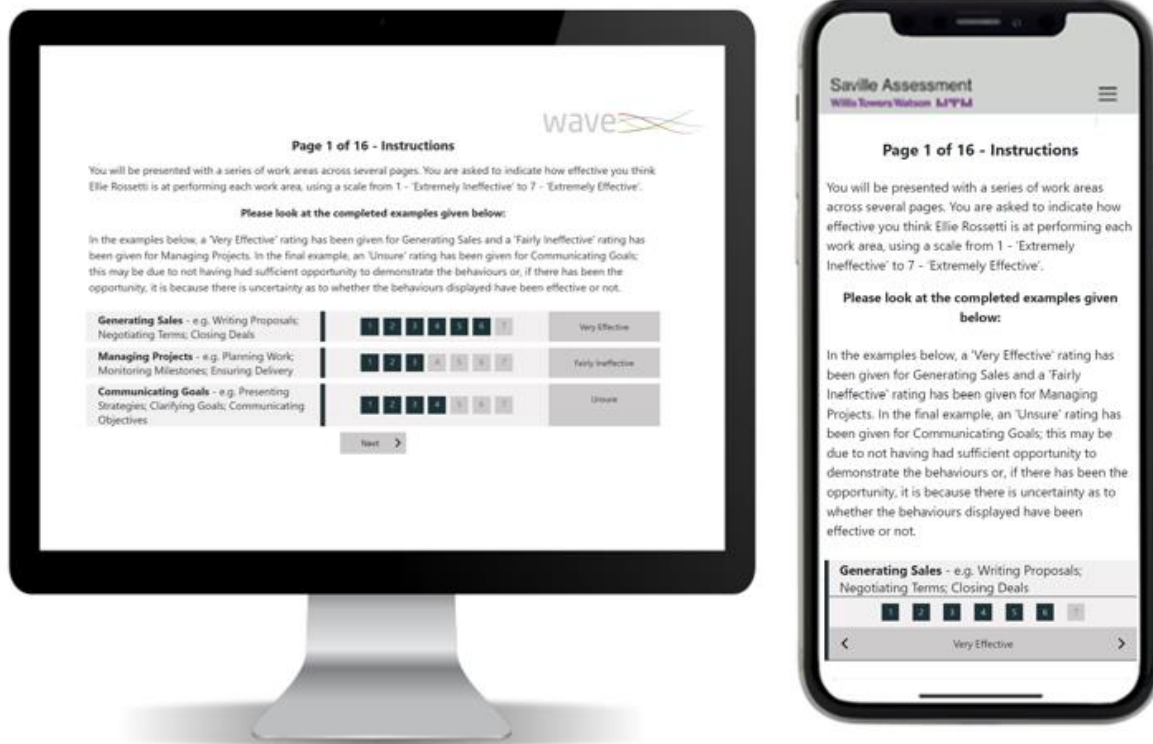 wave
Page 1 of 16 - Instructions
You will be presented with a series of work areas across several pages. You are asked to indicate how effective you think
Ellie Rossetti is at performing each work area, using a scale from 1 - 'Extremely Ineffective' to 7 - 'Extremely Effective'.
Please look at the completed examples given below:
In the examples below, a 'Very Effective' rating has been given for Generating Sales and a 'Fairly Ineffective' rating has
been given for Managing Projects. In the final example, an 'Unsure' rating has been given for Communicating Goals;
this may be due to not having had sufficient opportunity to demonstrate the behaviours or, if there has been the
opportunity, it is because there is uncertainty as to whether the behaviours displayed have been effective or not.
Generating Sales - e.g. Writing Proposals;
Negotiating Terms; Closing Deals
1 2 3 4 5 6 7
Very Effective
Managing Projects - e.g. Planning Work;
Monitoring Milestones; Ensuring Delivery
1 2 3 4 5 6 7
Fairly Ineffective
Communicating Goals - e.g. Presenting
Strategies; Clarifying Goals; Communicating
Objectives
1 2 3 4 5 6 7
Unsure
Next
Saville Assessment
Willis Towers Watson
Page 1 of 16 - Instructions
You will be presented with a series of work areas
across several pages. You are asked to indicate how
effective you think Ellie Rossetti is at performing each
work area, using a scale from 1 - 'Extremely
Ineffective' to 7 - 'Extremely Effective'.
Please look at the completed examples given
below:
In the examples below, a 'Very Effective' rating has
been given for Generating Sales and a 'Fairly
Ineffective' rating has been given for Managing
Projects. In the final example, an 'Unsure' rating has
been given for Communicating Goals; this may be
due to not having had sufficient opportunity to
demonstrate the behaviours or, if there has been the
opportunity, it is because there is uncertainty as to
whether the behaviours displayed have been
effective or not.
Generating Sales - e.g. Writing Proposals;
Negotiating Terms; Closing Deals
1 2 3 4 5 6 7
Very Effective